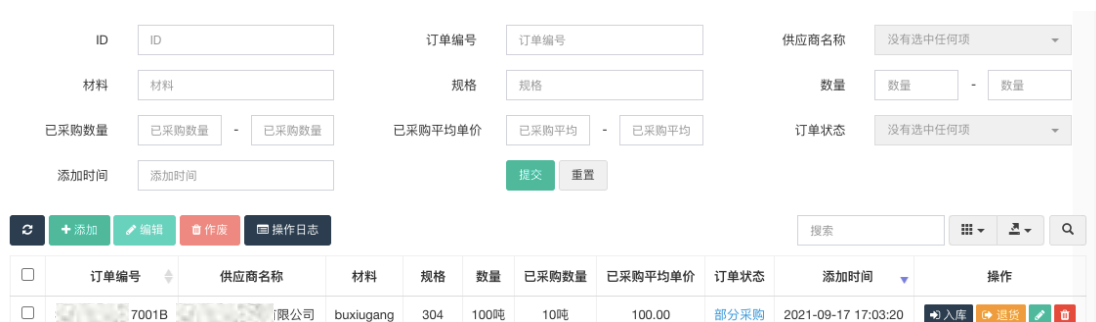 ID ID 订单编号 订单编号 供应商名称 没有选中任何项
材料 材料 规格 规格 数量 数量 - 数量
已采购数量 已采购数量 - 已采购数量 已采购平均单价 已采购平均 - 已采购平均 订单状态 没有选中任何项
添加时间 添加时间 提交 重置
添加 编辑 作废 操作日志 搜索
订单编号 供应商名称 材料 规格 数量 已采购数量 已采购平均单价 订单状态 添加时间 操作
7001B 有限公司 buxiugang 304 100吨 10吨 100.00 部分采购 2021-09-17 17:03:20 入库 退货